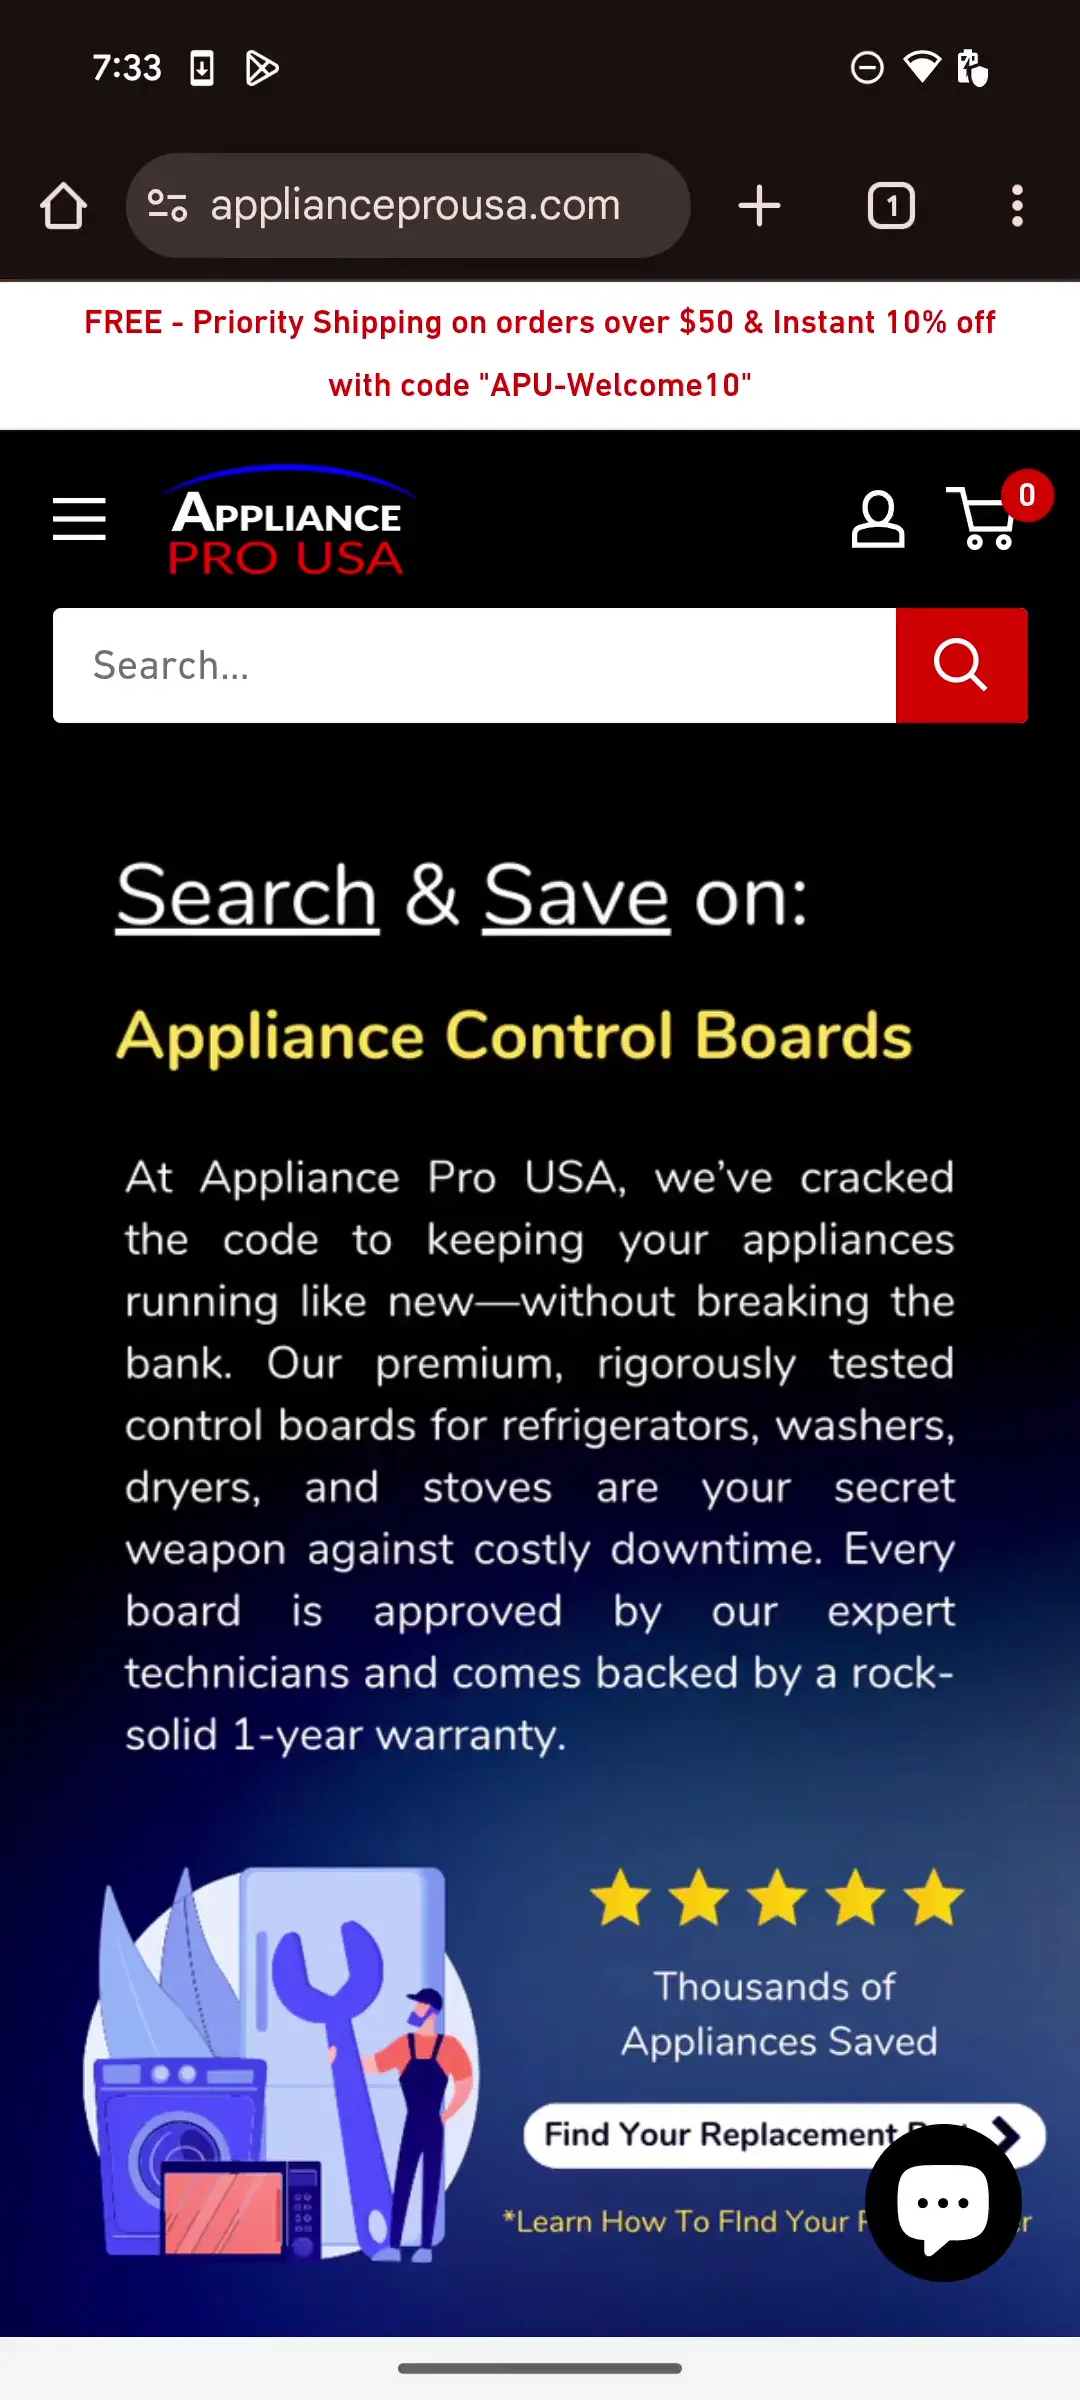 7:33
applianceprousa.com
1
FREE - Priority Shipping on orders over $50 & Instant 10% off
with code "APU-Welcome10"
APPLIANCE
PRO USA
0
Search...
Search & Save on:
Appliance Control Boards
At Appliance Pro USA, we’ve cracked
the code to keeping your appliances
running like new—without breaking the
bank. Our premium, rigorously tested
control boards for refrigerators, washers,
dryers, and stoves are your secret
weapon against costly downtime. Every
board is approved by our expert
technicians and comes backed by a rock-
solid 1-year warranty.
Thousands of
Appliances Saved
Find Your Replacement
*Learn How To FInd Your